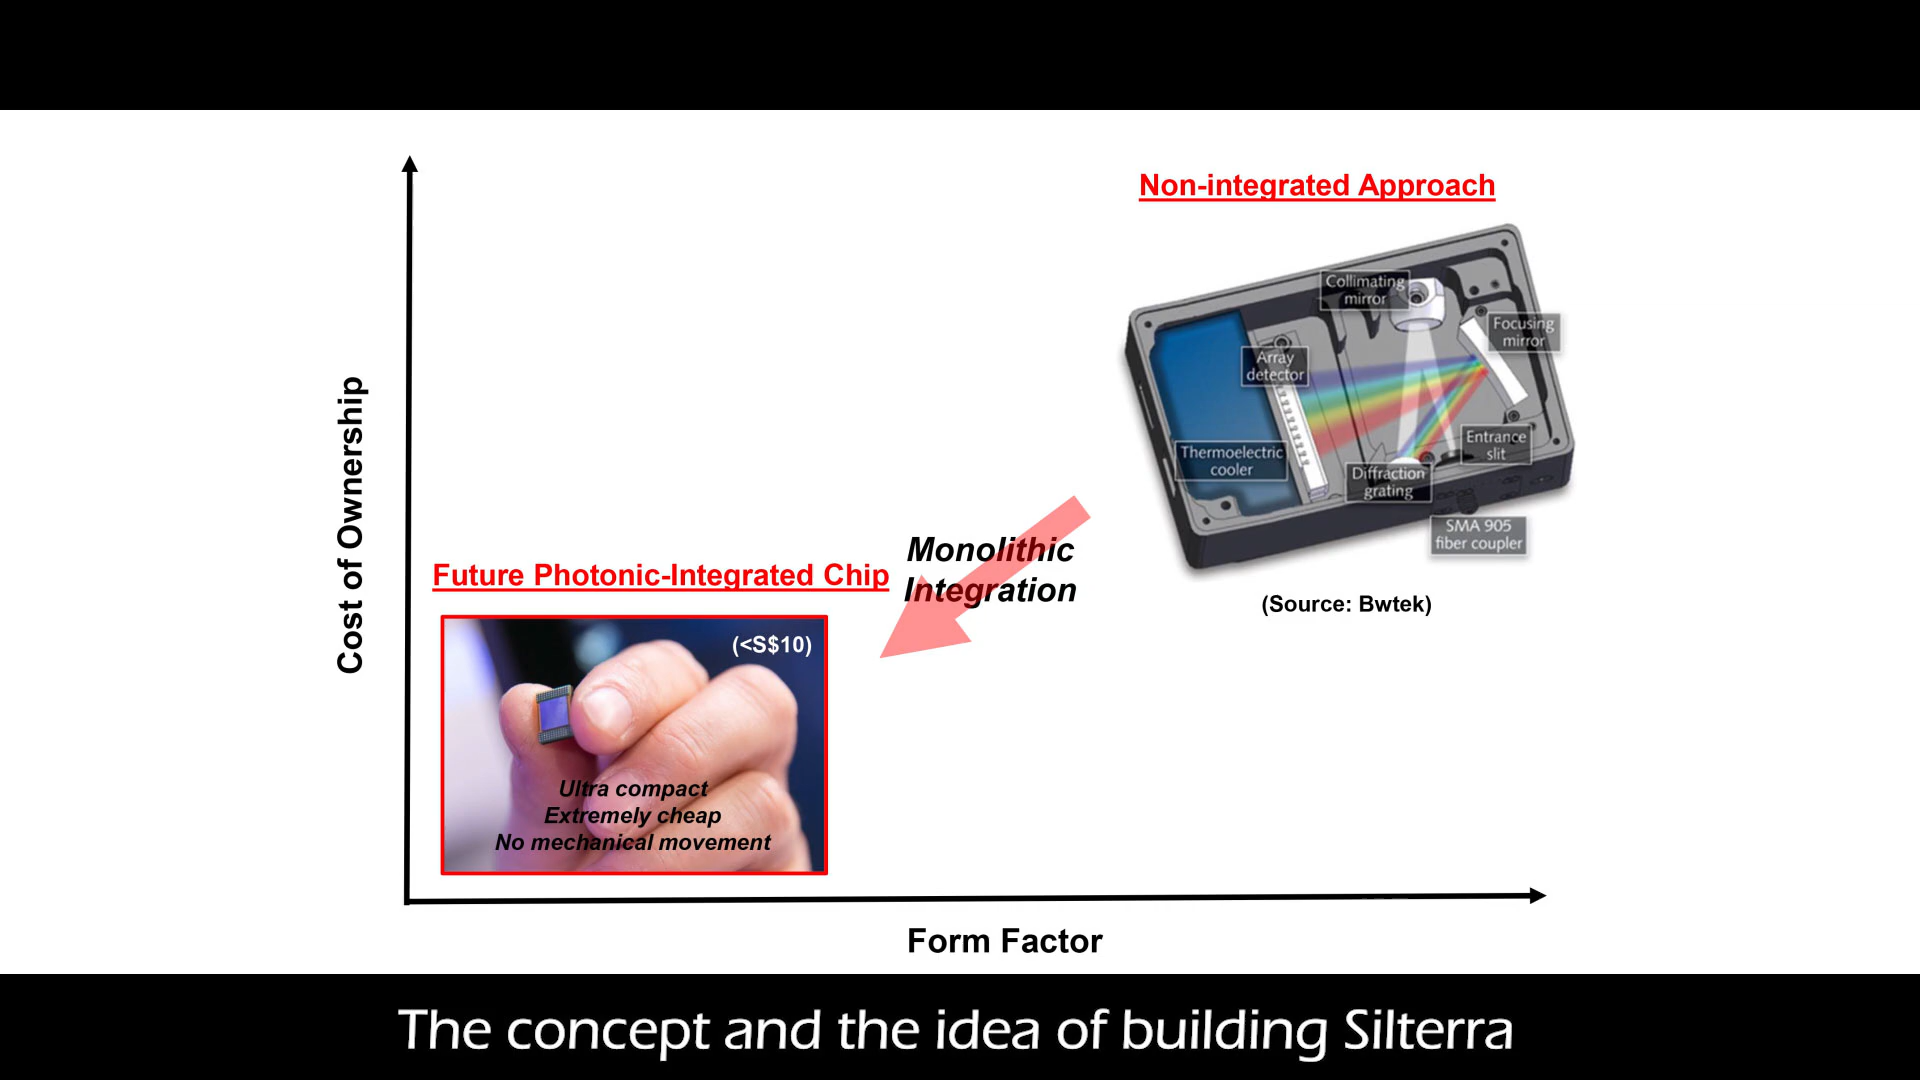 Non-integrated Approach
Collimating
mirror
Focusing
mirror
Array
detector
Entrance
slit
Thermoelectric
cooler
Diffraction
grating
SMA 905
fiber coupler
(Source: Bwtek)
Cost of Ownership
Monolithic
Integration
Future Photonic-Integrated Chip
(<S$10)
Ultra compact
Extremely cheap
No mechanical movement
Form Factor
The concept and the idea of building Silterra